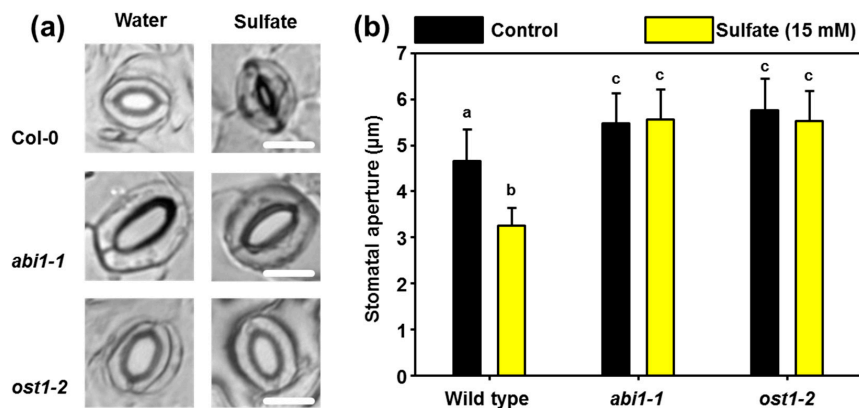 (a)
Water Sulfate
Col-0
abi1-1
ost1-2
(b)
Control Sulfate (15 mM)
Stomatal aperture (µm)
7
6
5
4
3
2
1
0
a
b
c
c
c
c
Wild type abi1-1 ost1-2